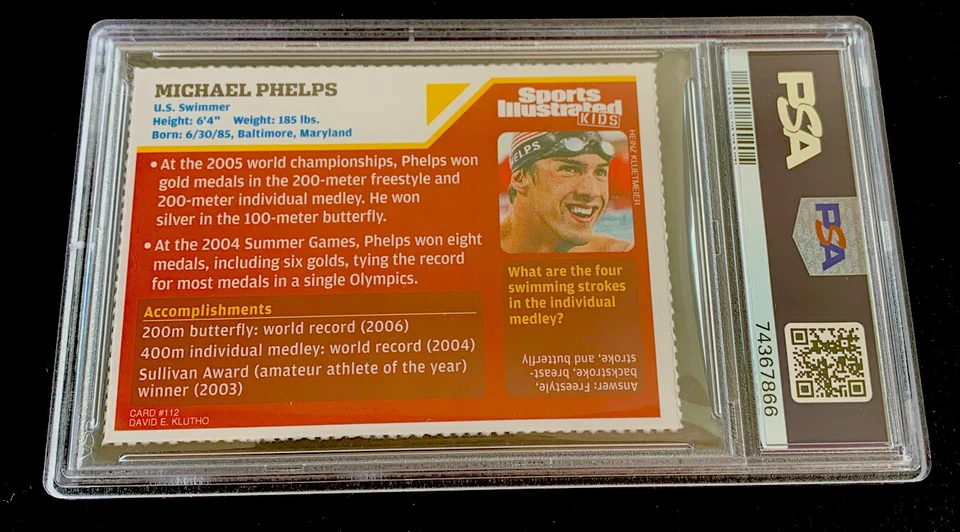 MICHAEL PHELPS
U.S. Swimmer
Height: 6'4" Weight: 185 lbs.
Born: 6/30/85, Baltimore, Maryland
• At the 2005 world championships, Phelps won
gold medals in the 200-meter freestyle and
200-meter individual medley. He won
silver in the 100-meter butterfly.
• At the 2004 Summer Games, Phelps won eight
medals, including six golds, tying the record
for most medals in a single Olympics.
Accomplishments
200m butterfly: world record (2006)
400m individual medley: world record (2004)
Sullivan Award (amateur athlete of the year)
winner (2003)
CARD #112
DAVID E. KLUTHO
Sports
Illustrated
KIDS
HEINZ KLUETMEIER
PHELPS
What are the four
swimming strokes
in the individual
medley?
Answer: Freestyle,
backstroke, breast-
stroke, and butterfly
PSA
PSA
74367866